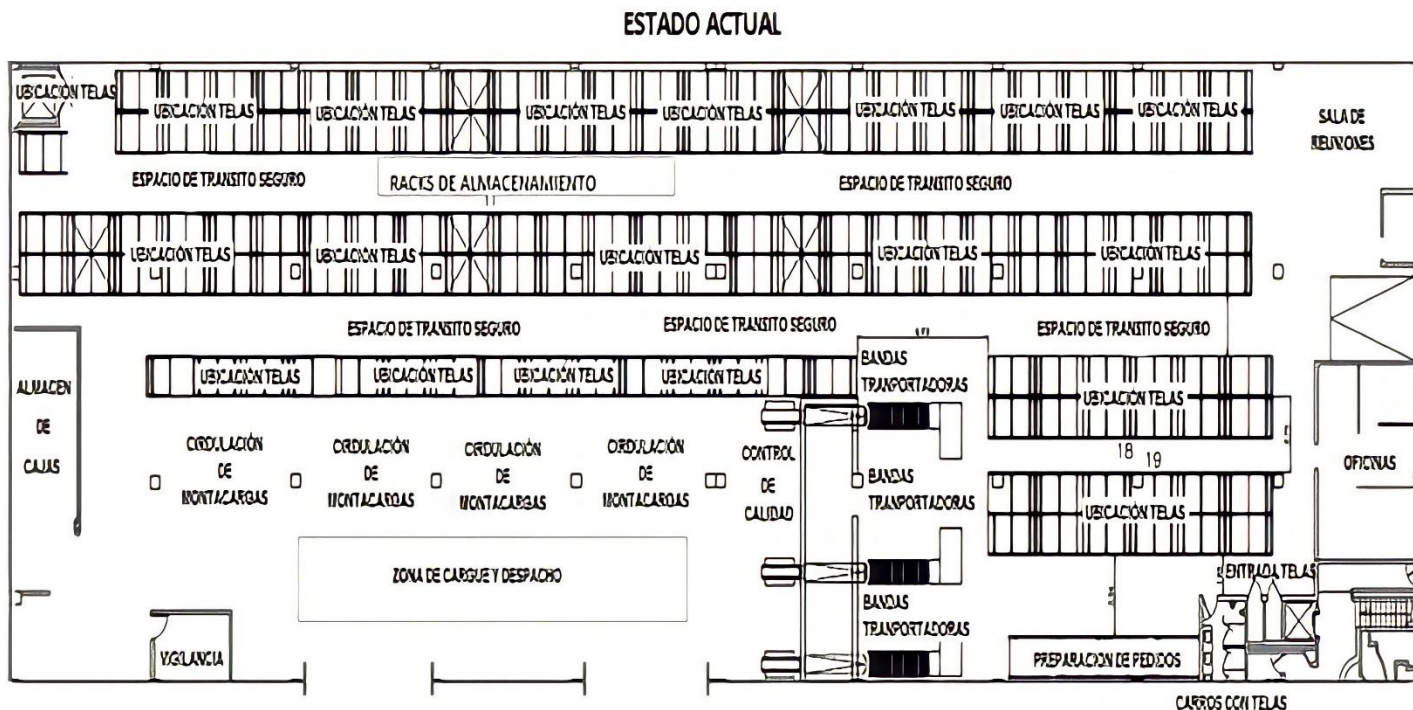 ESTADO ACTUAL
UBICACIÓN TELAS
UBICACIÓN TELAS
UBICACIÓN TELAS
UBICACIÓN TELAS
UBICACIÓN TELAS
UBICACIÓN TELAS
UBICACIÓN TELAS
UBICACIÓN TELAS
SALA DE
REUNIONES
ESPACIO DE TRANSITO SEGURO
RACKS DE ALMACENAMIENTO
ESPACIO DE TRANSITO SEGURO
UBICACIÓN TELAS
UBICACIÓN TELAS
UBICACIÓN TELAS
UBICACIÓN TELAS
UBICACIÓN TELAS
ESPACIO DE TRANSITO SEGURO
ESPACIO DE TRANSITO SEGURO
ESPACIO DE TRANSITO SEGURO
ALMACEN
DE
CAJAS
UBICACIÓN TELAS
UBICACIÓN TELAS
UBICACIÓN TELAS
UBICACIÓN TELAS
BANDAS
TRANPORTADORAS
UBICACIÓN TELAS
CIRCULACIÓN
DE
MONTACARGAS
CIRCULACIÓN
DE
MONTACARGAS
CIRCULACIÓN
DE
MONTACARGAS
CIRCULACIÓN
DE
MONTACARGAS
CONTROL
DE
CALIDAD
BANDAS
TRANPORTADORAS
18
19
OFICINAS
UBICACIÓN TELAS
ZONA DE CARGUE Y DESPACHO
ENTRADA TELAS
BANDAS
TRANPORTADORAS
VIGILANCIA
PREPARACION DE PEDIDOS
CARROS CON TELAS